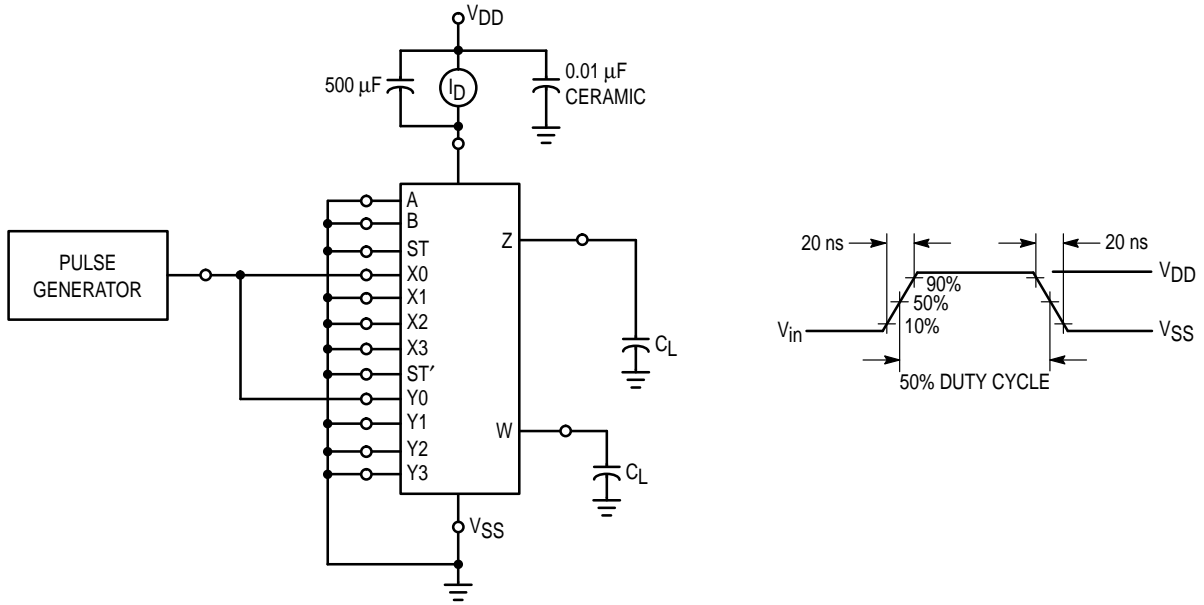 VDD
500 μF
ID
0.01 μF
CERAMIC
PULSE
GENERATOR
A
B
ST
X0
X1
X2
X3
ST′
Y0
Y1
Y2
Y3
Z
W
CL
CL
VSS
20 ns
20 ns
90%
50%
10%
Vin
VDD
VSS
50% DUTY CYCLE